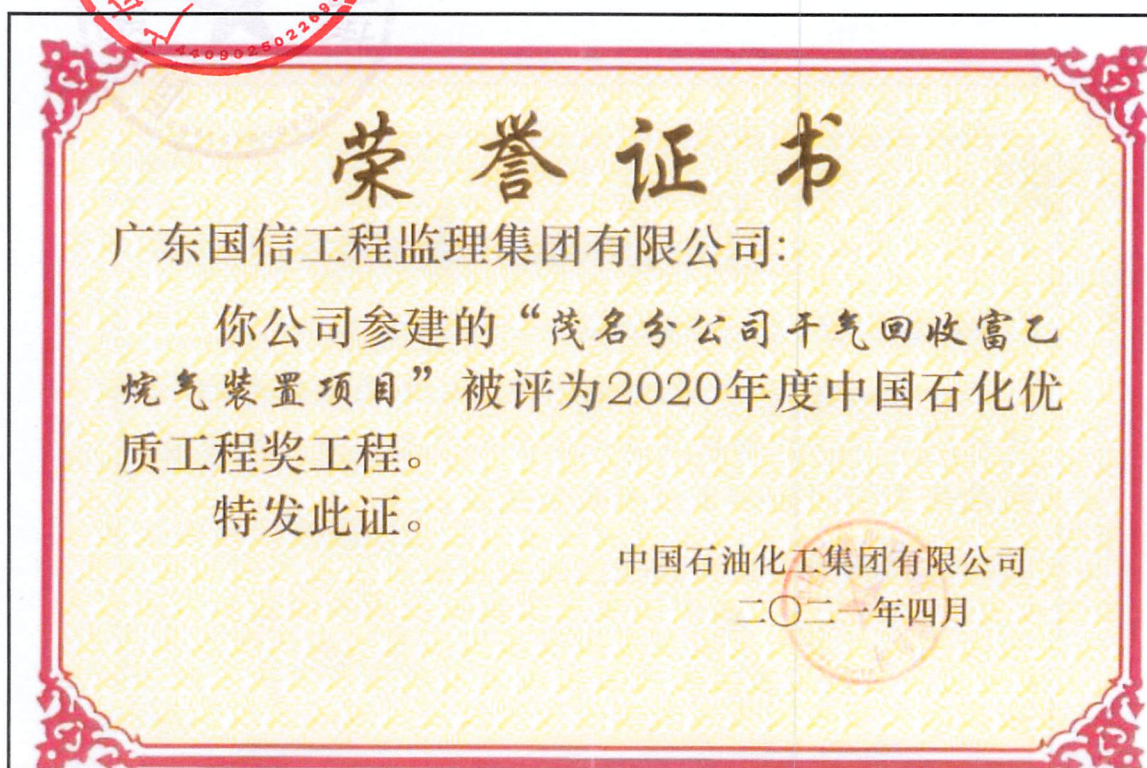 4409025022698
荣誉证书
广东国信工程监理集团有限公司:
你公司参建的“茂名分公司干气回收富乙
烷气装置项目”被评为2020年度中国石化优
质工程奖工程。
特发此证。
中国石油化工集团有限公司
二〇二一年四月